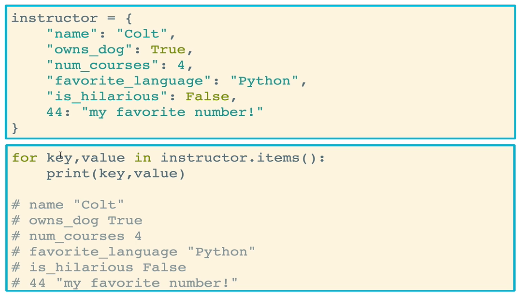 instructor = {
    "name": "Colt",
    "owns_dog": True,
    "num_courses": 4,
    "favorite_language": "Python",
    "is_hilarious": False,
    44: "my favorite number!"
}
for key,value in instructor.items():
    print(key,value)
# name "Colt"
# owns_dog True
# num_courses 4
# favorite_language "Python"
# is_hilarious False
# 44 "my favorite number!"